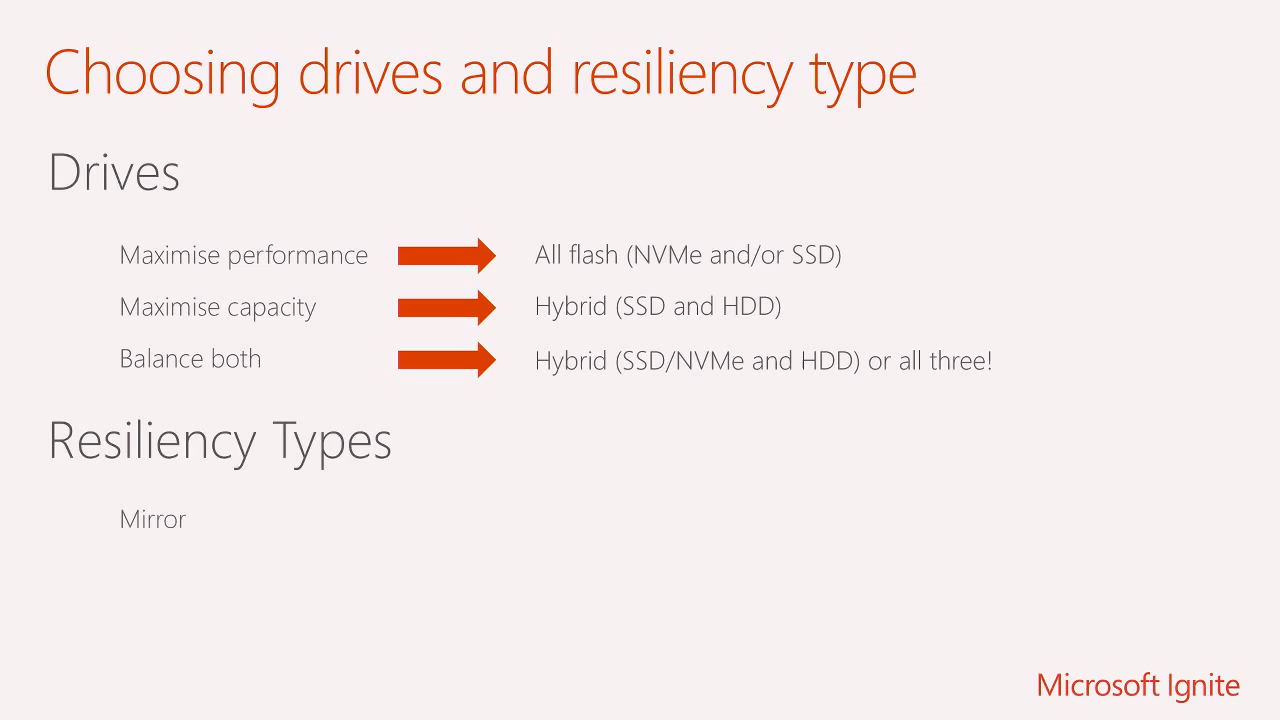 Choosing drives and resiliency type
Drives
Maximise performance All flash (NVMe and/or SSD)
Maximise capacity Hybrid (SSD and HDD)
Balance both Hybrid (SSD/NVMe and HDD) or all three!
Resiliency Types
Mirror
Microsoft Ignite